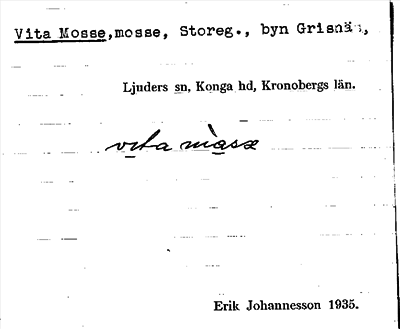 Vita Mosse, mosse, Storeg., byn
Ljuders sn, Konga hd, Kronobergs län.
vita måsse
Erik Johannesson 1935.